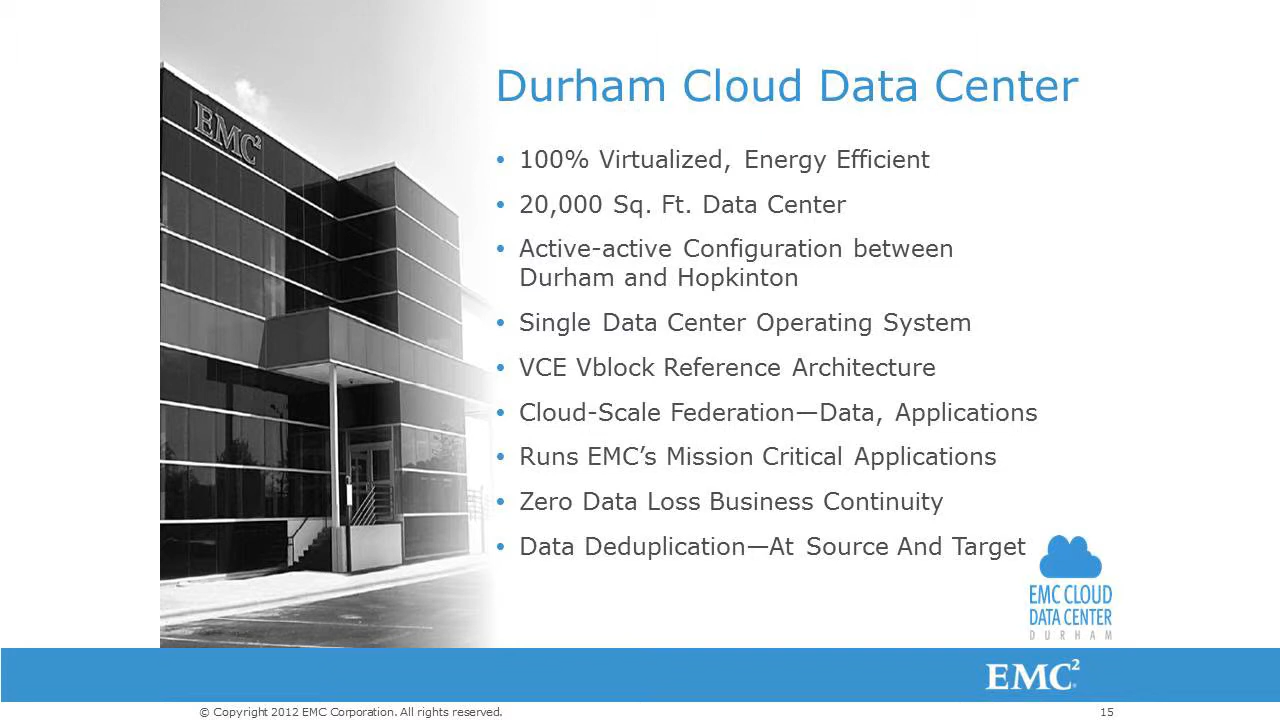 EMC²
Durham Cloud Data Center
• 100% Virtualized, Energy Efficient
• 20,000 Sq. Ft. Data Center
• Active-active Configuration between
Durham and Hopkinton
• Single Data Center Operating System
• VCE Vblock Reference Architecture
• Cloud-Scale Federation—Data, Applications
• Runs EMC’s Mission Critical Applications
• Zero Data Loss Business Continuity
• Data Deduplication—At Source And Target
EMC CLOUD
DATA CENTER
DURHAM
EMC²
© Copyright 2012 EMC Corporation. All rights reserved.
15